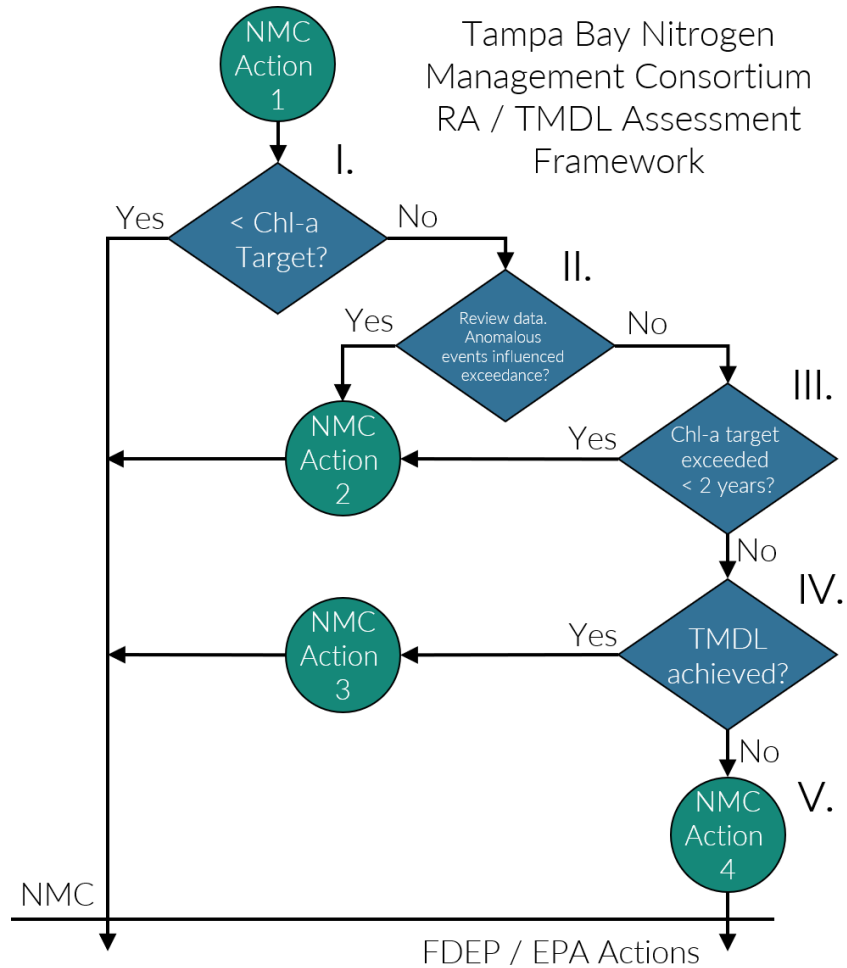 Tampa Bay Nitrogen
Management Consortium
RA / TMDL Assessment
Framework
NMC
Action
1
I.
< Chl-a
Target?
Yes
No
II.
Review data.
Anomalous
events influenced
exceedance?
Yes
No
III.
Chl-a target
exceeded
< 2 years?
Yes
NMC
Action
2
No
IV.
TMDL
achieved?
Yes
NMC
Action
3
No
V.
NMC
Action
4
NMC
FDEP / EPA Actions